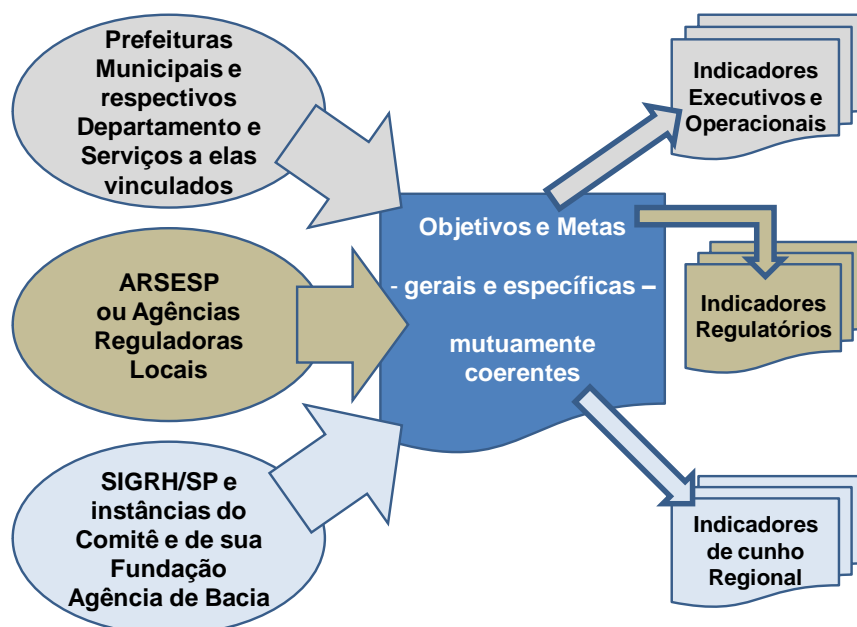 Prefeituras
Municipais e
respectivos
Departamento e
Serviços a elas
vinculados
ARSESP
ou Agências
Reguladoras
Locais
SIGRH/SP e
instâncias do
Comitê e de sua
Fundação
Agência de Bacia
Objetivos e Metas
- gerais e específicas –
mutuamente
coerentes
Indicadores
Executivos e
Operacionais
Indicadores
Regulatórios
Indicadores
de cunho
Regional